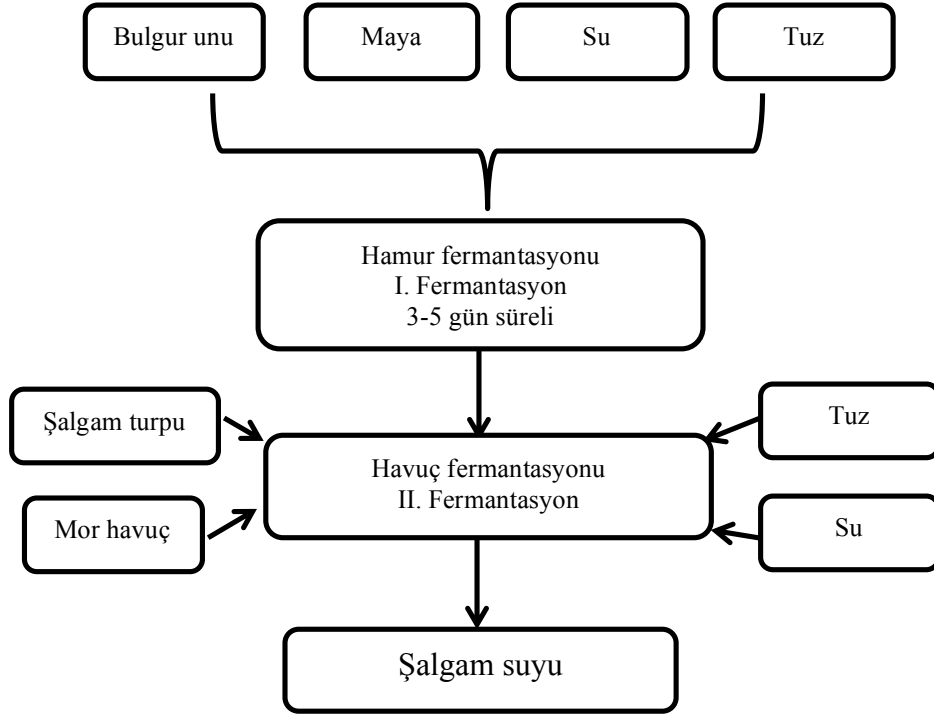 Bulgur unu
Maya
Su
Tuz
Hamur fermantasyonu
I. Fermantasyon
3-5 gün süreli
Şalgam turpu
Tuz
Havuç fermantasyonu
II. Fermantasyon
Mor havuç
Su
Şalgam suyu